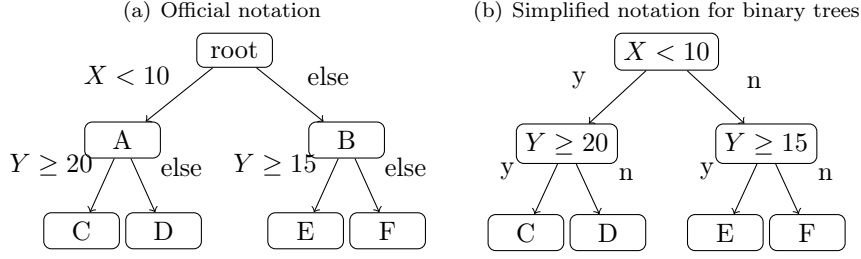 (a) Official notation
root
X < 10
else
A
B
Y ≥ 20
else
Y ≥ 15
else
C
D
E
F
(b) Simplified notation for binary trees
X < 10
y
n
Y ≥ 20
Y ≥ 15
y
n
y
n
C
D
E
F